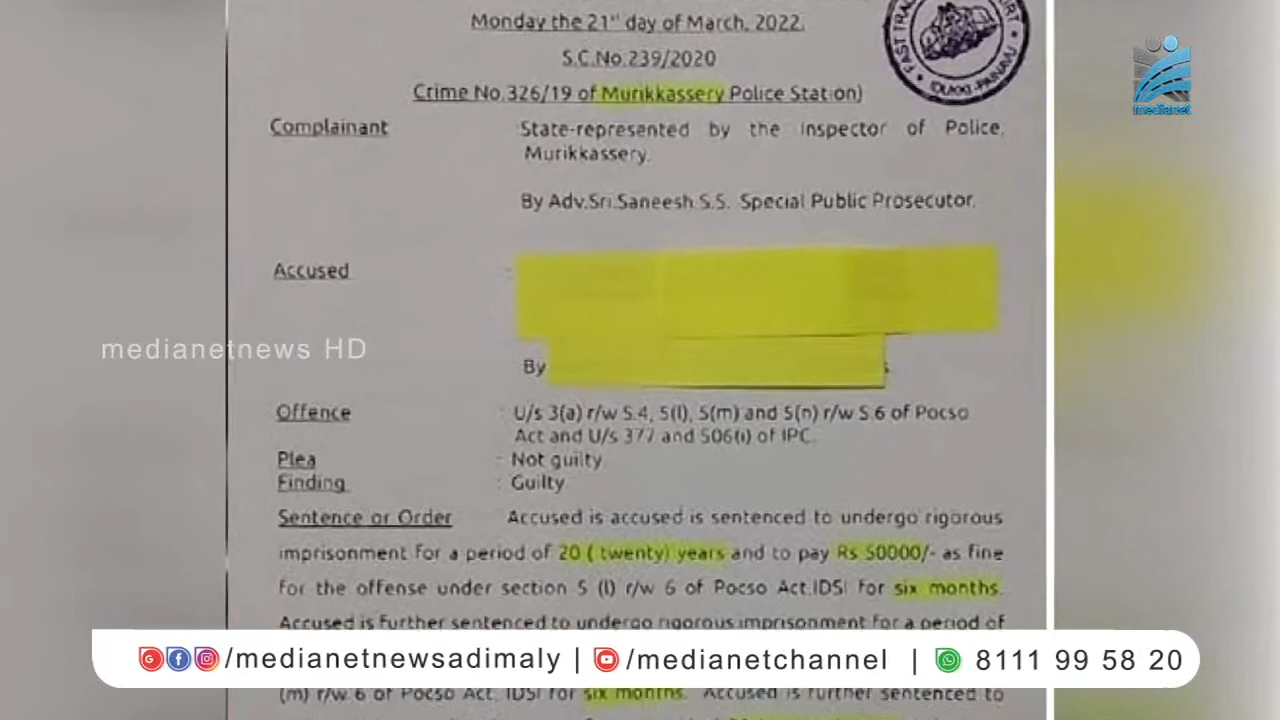 Monday the 21st day of March, 2022.
S.C.No.239/2020
Crime No.326/19 of Murikkassery Police Station)
FAST TRA
IDUKKI-PAINAVU
medianet
Complainant : State-represented by the Inspector of Police,
Murikkassery.
By Adv.Sri.Saneesh.S.S. Special Public Prosecutor.
Accused
medianetnews HD
By
Offence : U/s 3(a) r/w S.4, 5(l), 5(m) and 5(n) r/w S.6 of Pocso
Act and U/s 377 and 506(i) of IPC.
Plea : Not guilty
Finding : Guilty
Sentence or Order Accused is accused is sentenced to undergo rigorous
imprisonment for a period of 20 ( twenty) years and to pay Rs 50000/- as fine
for the offense under section 5 (l) r/w 6 of Pocso Act.IDSI for six months.
Accused is further sentenced to undergo rigorous imprisonment for a period of
/medianetnewsadimaly | /medianetchannel | 8111 99 58 20
(m) r/w 6 of Pocso Act, IDSI for six months. Accused is further sentenced to